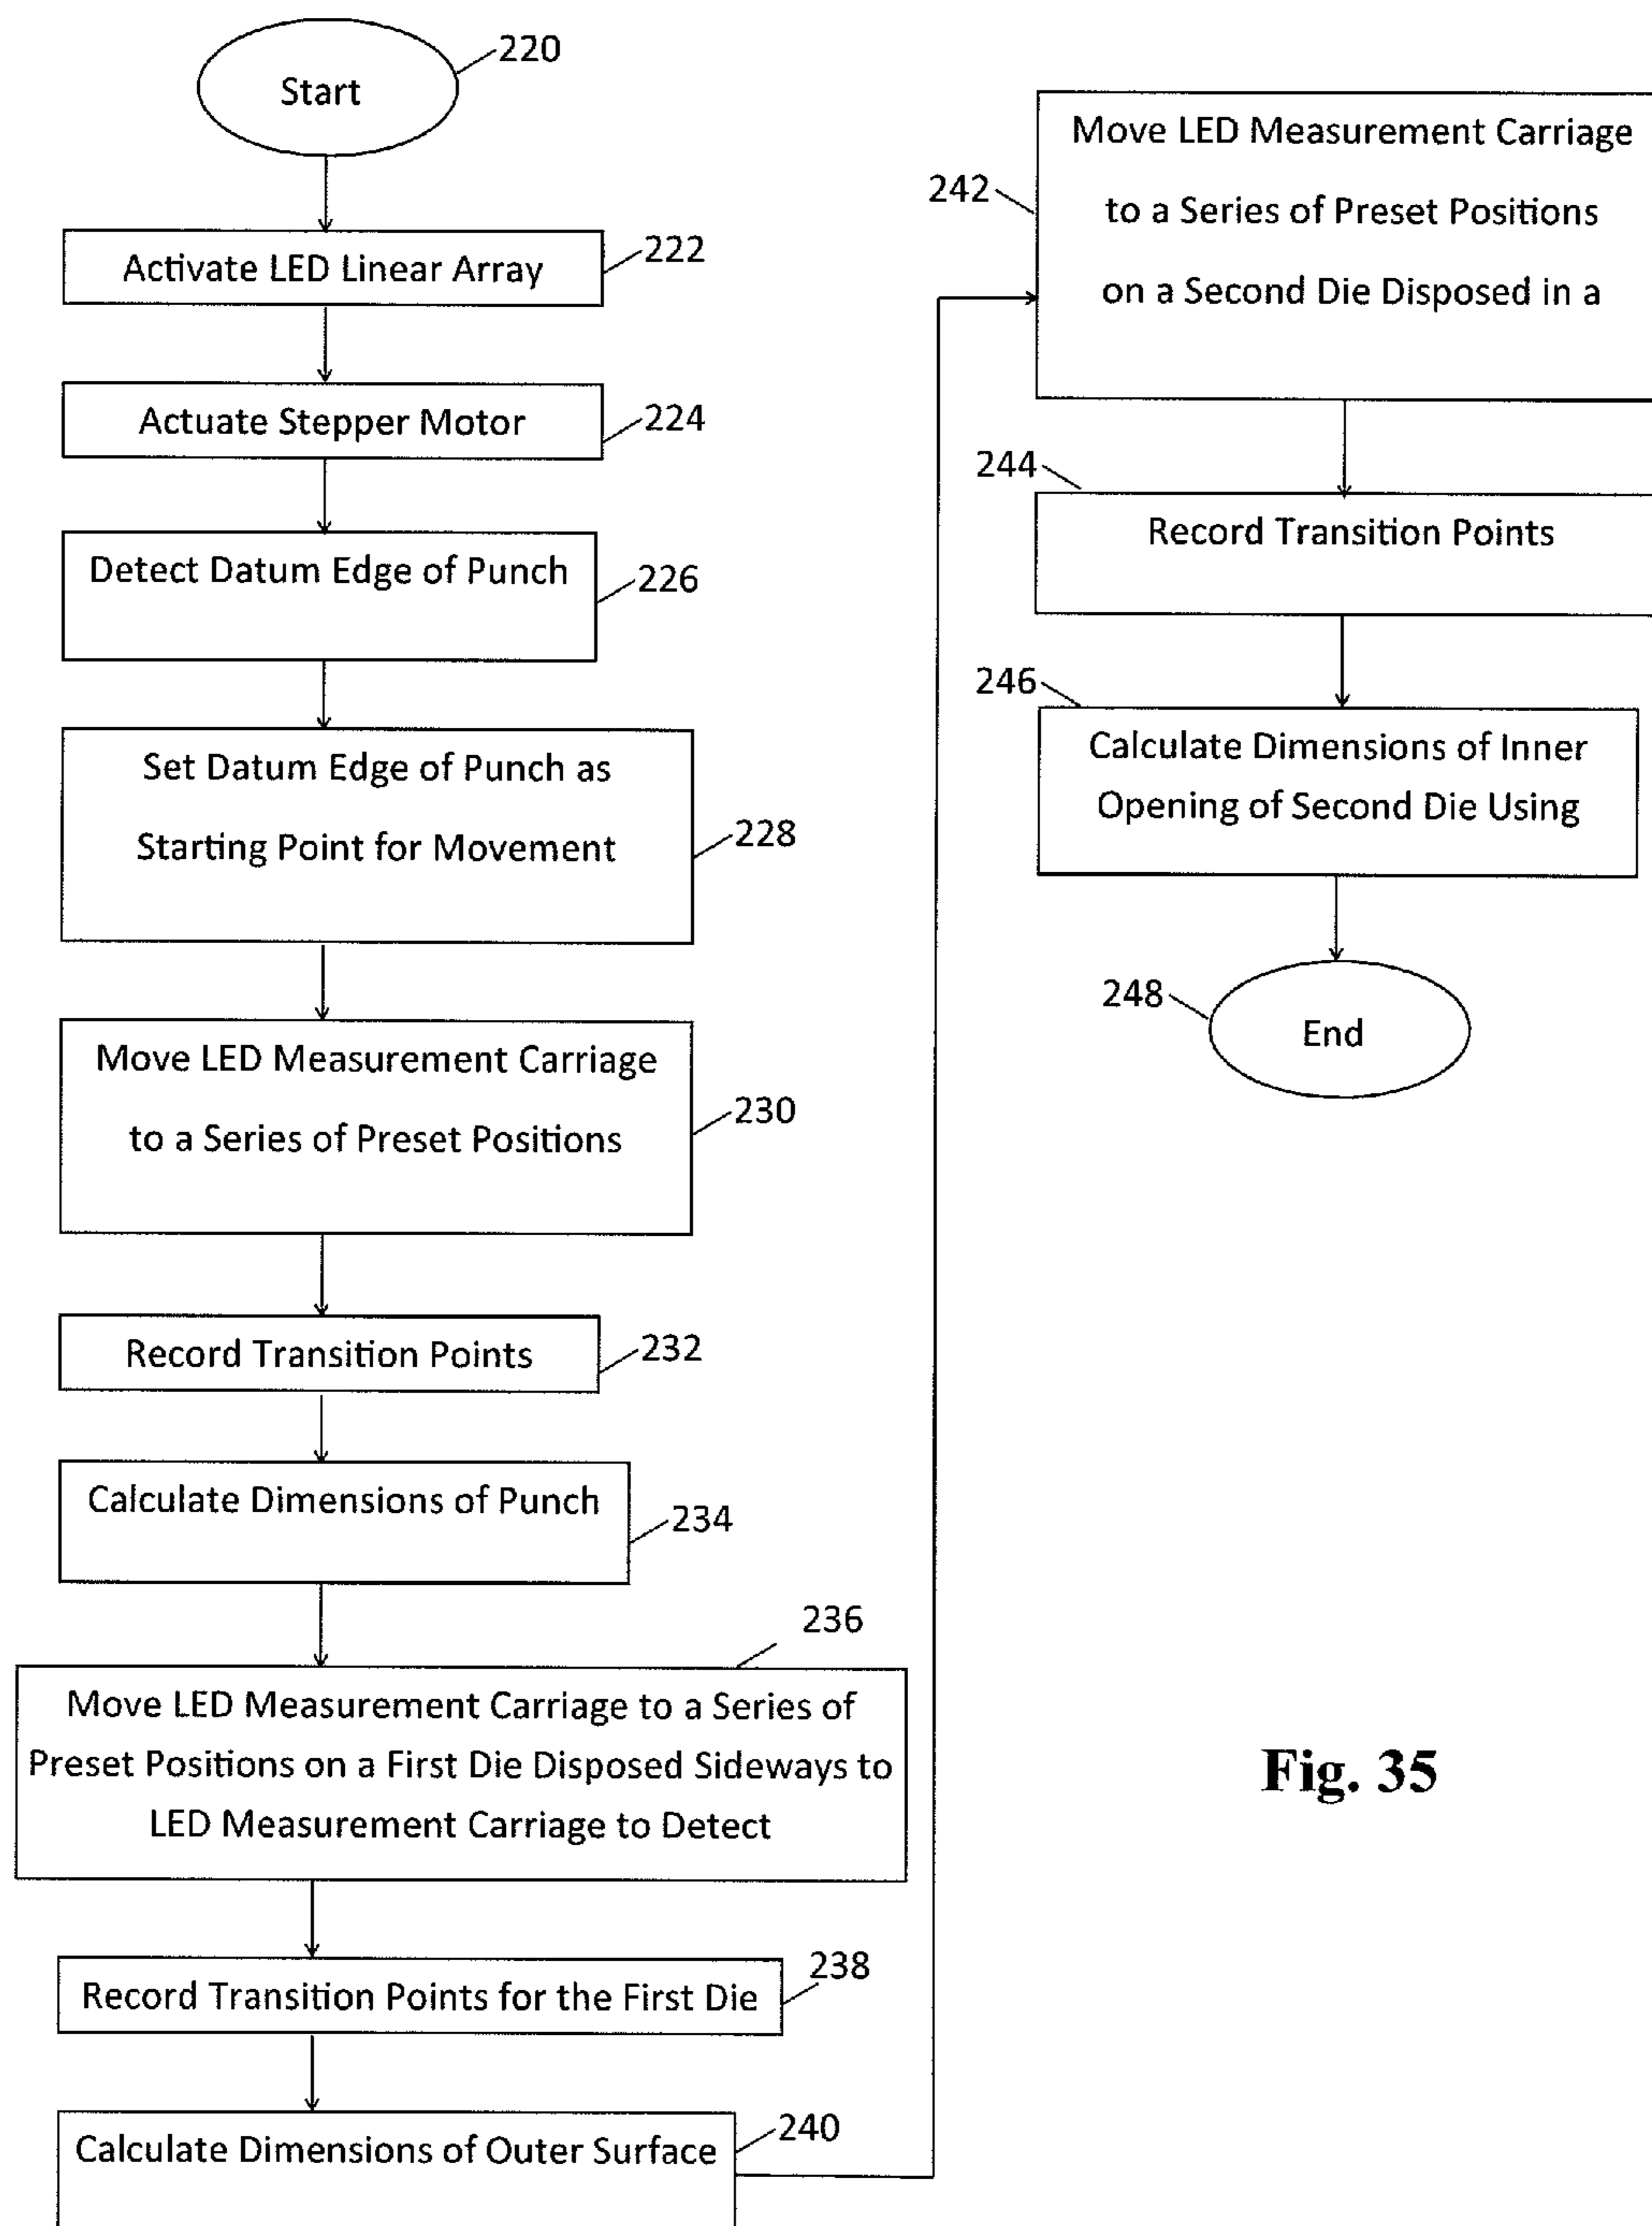 Start
220
Activate LED Linear Array
222
Actuate Stepper Motor
224
Detect Datum Edge of Punch
226
Set Datum Edge of Punch as
Starting Point for Movement
228
Move LED Measurement Carriage
to a Series of Preset Positions
230
Record Transition Points
232
Calculate Dimensions of Punch
234
236
Move LED Measurement Carriage to a Series of
Preset Positions on a First Die Disposed Sideways to
LED Measurement Carriage to Detect
Record Transition Points for the First Die
238
Calculate Dimensions of Outer Surface
240
242
Move LED Measurement Carriage
to a Series of Preset Positions
on a Second Die Disposed in a
244
Record Transition Points
246
Calculate Dimensions of Inner
Opening of Second Die Using
248
End
Fig. 35